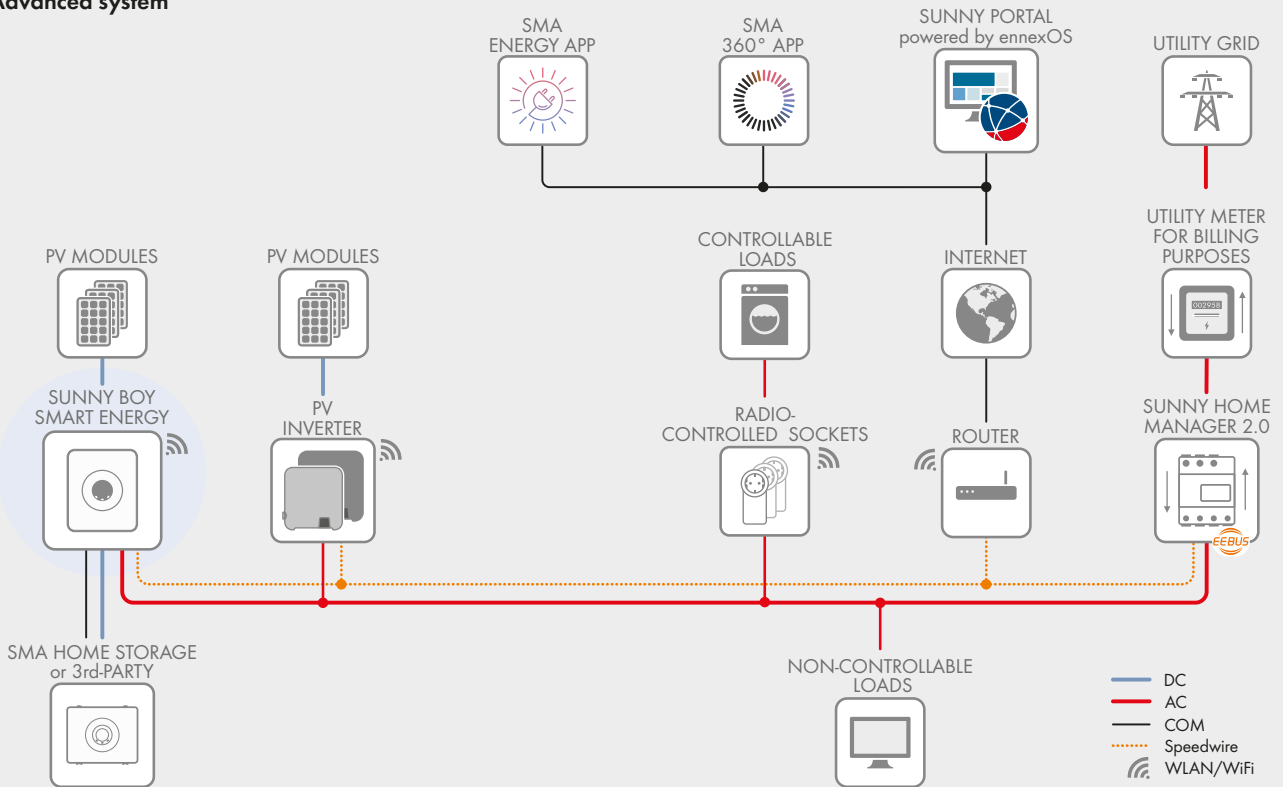 Advanced system
SMA
ENERGY APP
SMA
360° APP
SUNNY PORTAL
powered by ennexOS
UTILITY GRID
PV MODULES
PV MODULES
CONTROLLABLE
LOADS
INTERNET
UTILITY METER
FOR BILLING
PURPOSES
002958
SUNNY BOY
SMART ENERGY
PV
INVERTER
RADIO-
CONTROLLED SOCKETS
ROUTER
SUNNY HOME
MANAGER 2.0
EEBUS
SMA HOME STORAGE
or 3rd-PARTY
NON-CONTROLLABLE
LOADS
DC
AC
COM
Speedwire
WLAN/WiFi